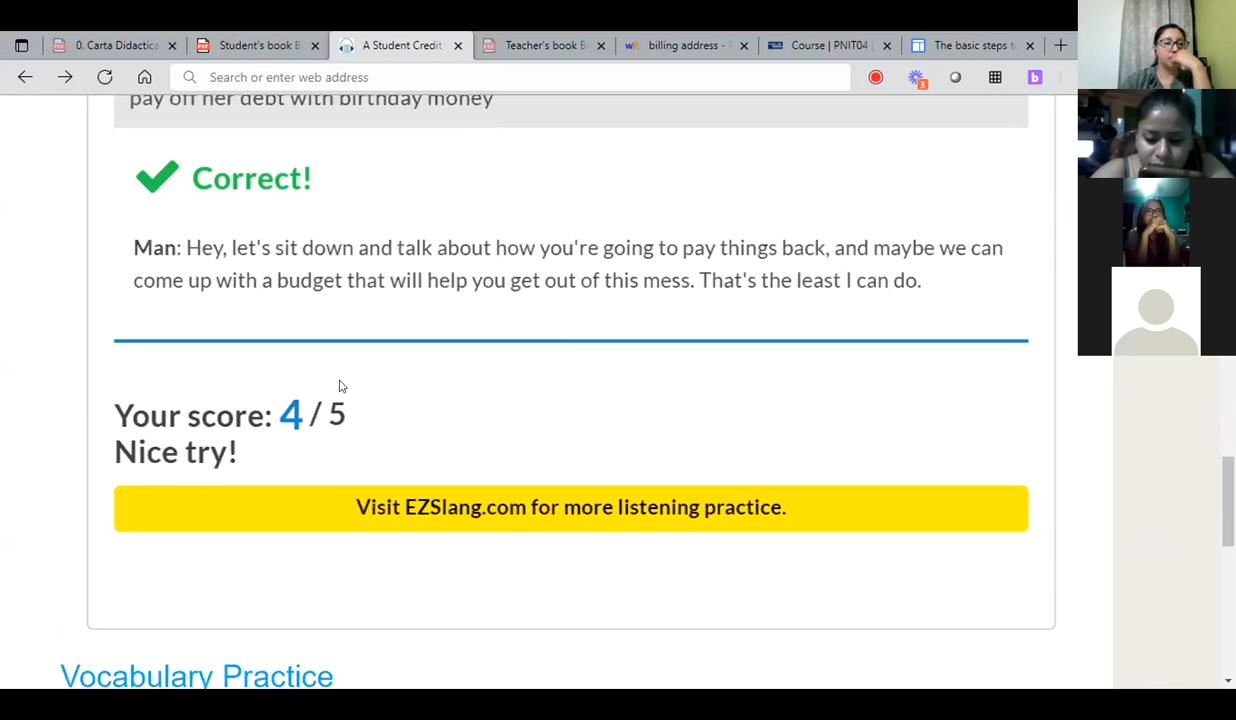 0. Carta Didactica
Student's book B
A Student Credit
Teacher's book B
billing address -
Course | PNIT04
The basic steps t
Search or enter web address
3
b
pay off her debt with birthday money
Correct!
Man: Hey, let's sit down and talk about how you're going to pay things back, and maybe we can
come up with a budget that will help you get out of this mess. That's the least I can do.
Your score: 4 / 5
Nice try!
Visit EZSlang.com for more listening practice.
Vocabulary Practice